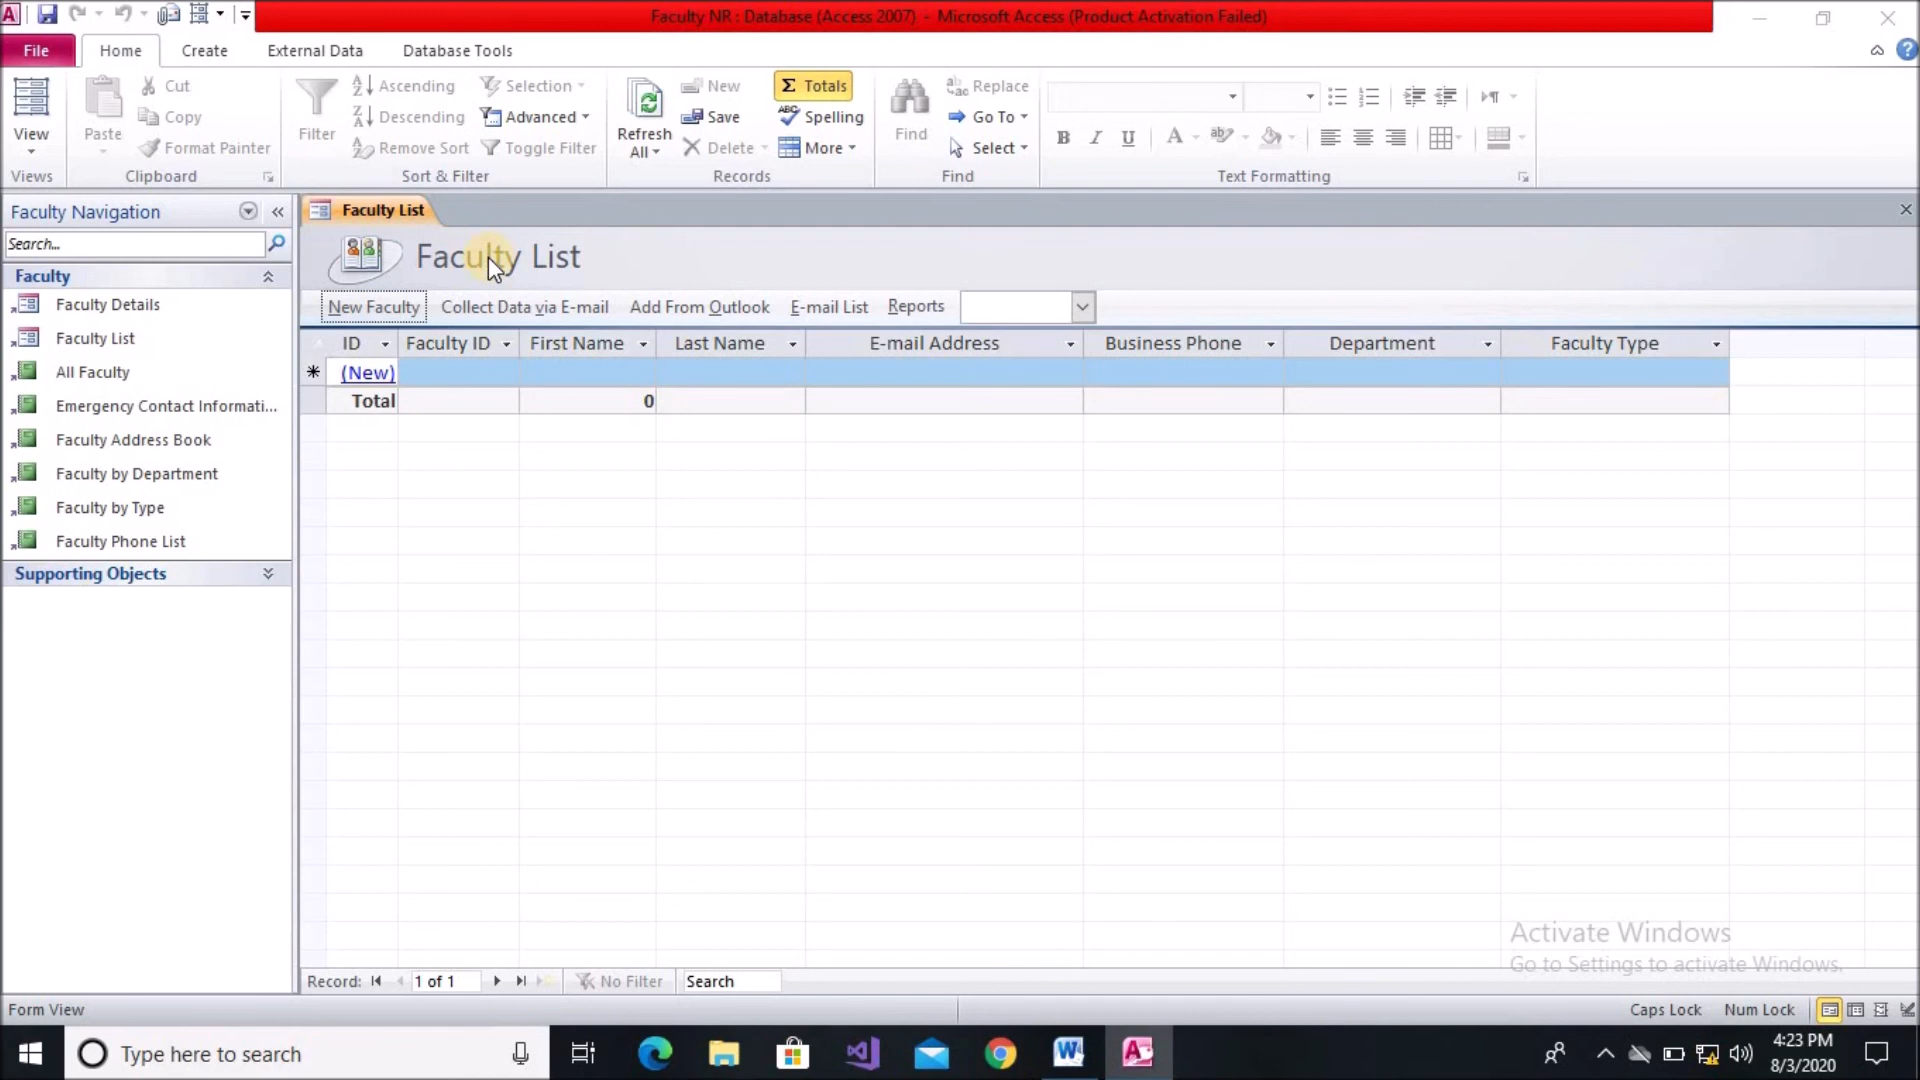 Faculty NR : Database (Access 2007) - Microsoft Access (Product Activation Failed)
File Home Create External Data Database Tools
View
Views
Paste
Cut
Copy
Format Painter
Clipboard
Filter
Ascending
Descending
Remove Sort
Selection
Advanced
Toggle Filter
Sort & Filter
Refresh
All
New
Save
Delete
Totals
Spelling
More
Records
Find
Replace
Go To
Select
Find
B I U A
Text Formatting
Faculty Navigation
Search...
Faculty
Faculty Details
Faculty List
All Faculty
Emergency Contact Informati...
Faculty Address Book
Faculty by Department
Faculty by Type
Faculty Phone List
Supporting Objects
Faculty List
Faculty List
New Faculty Collect Data via E-mail Add From Outlook E-mail List Reports
ID Faculty ID First Name Last Name E-mail Address Business Phone Department Faculty Type
(New)
Total 0
Activate Windows
Go to Settings to activate Windows.
Record: 1 of 1 No Filter Search
Form View Caps Lock Num Lock
Type here to search
4:23 PM
8/3/2020